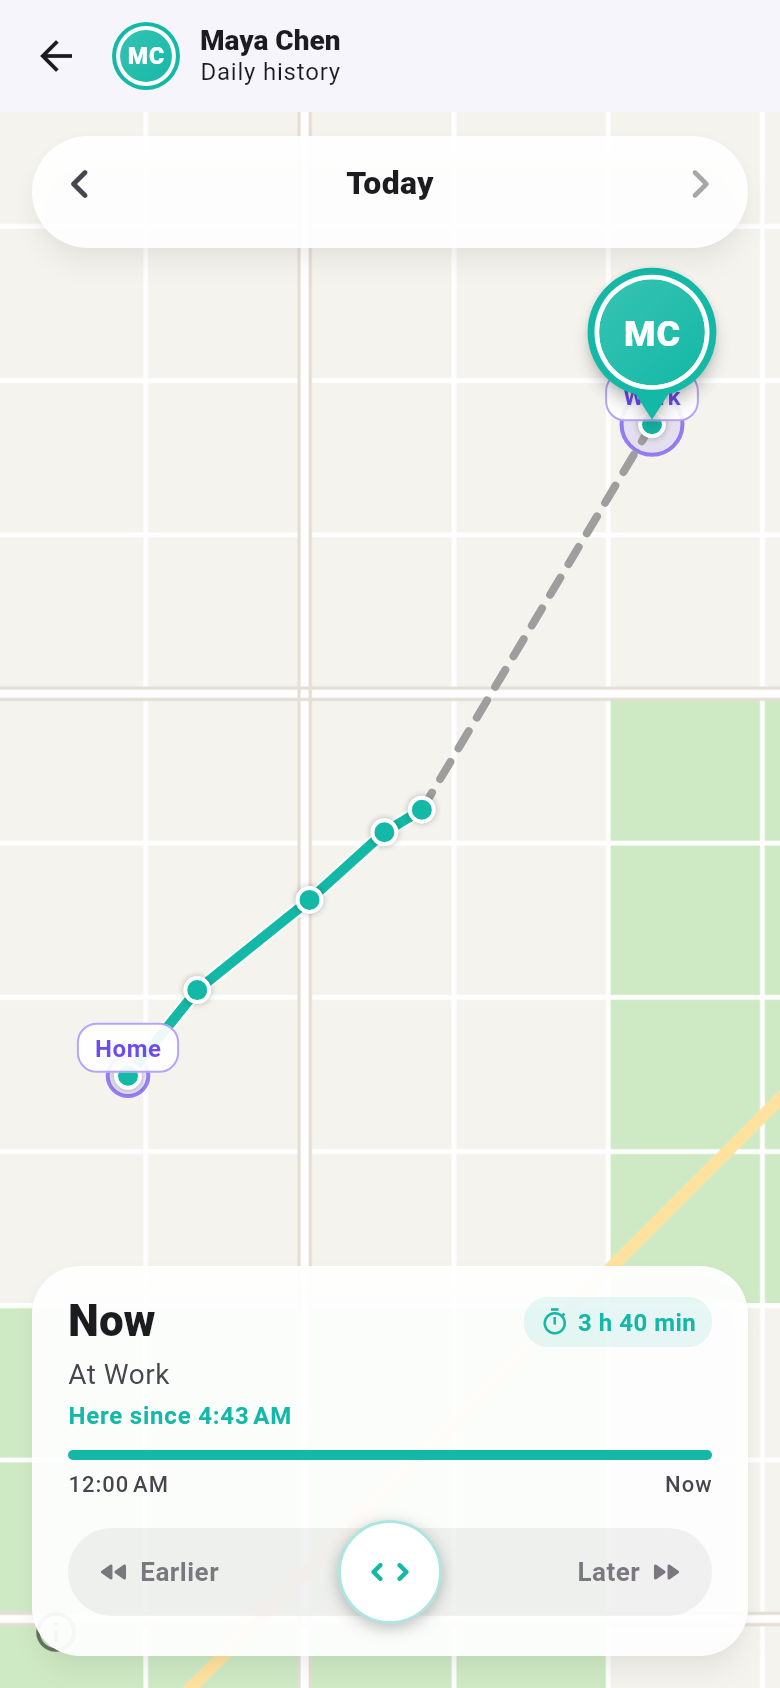 MC
Maya Chen
Daily history
Today
MC
Home
Now
3 h 40 min
At Work
Here since 4:43 AM
12:00 AM
Now
Earlier
Later